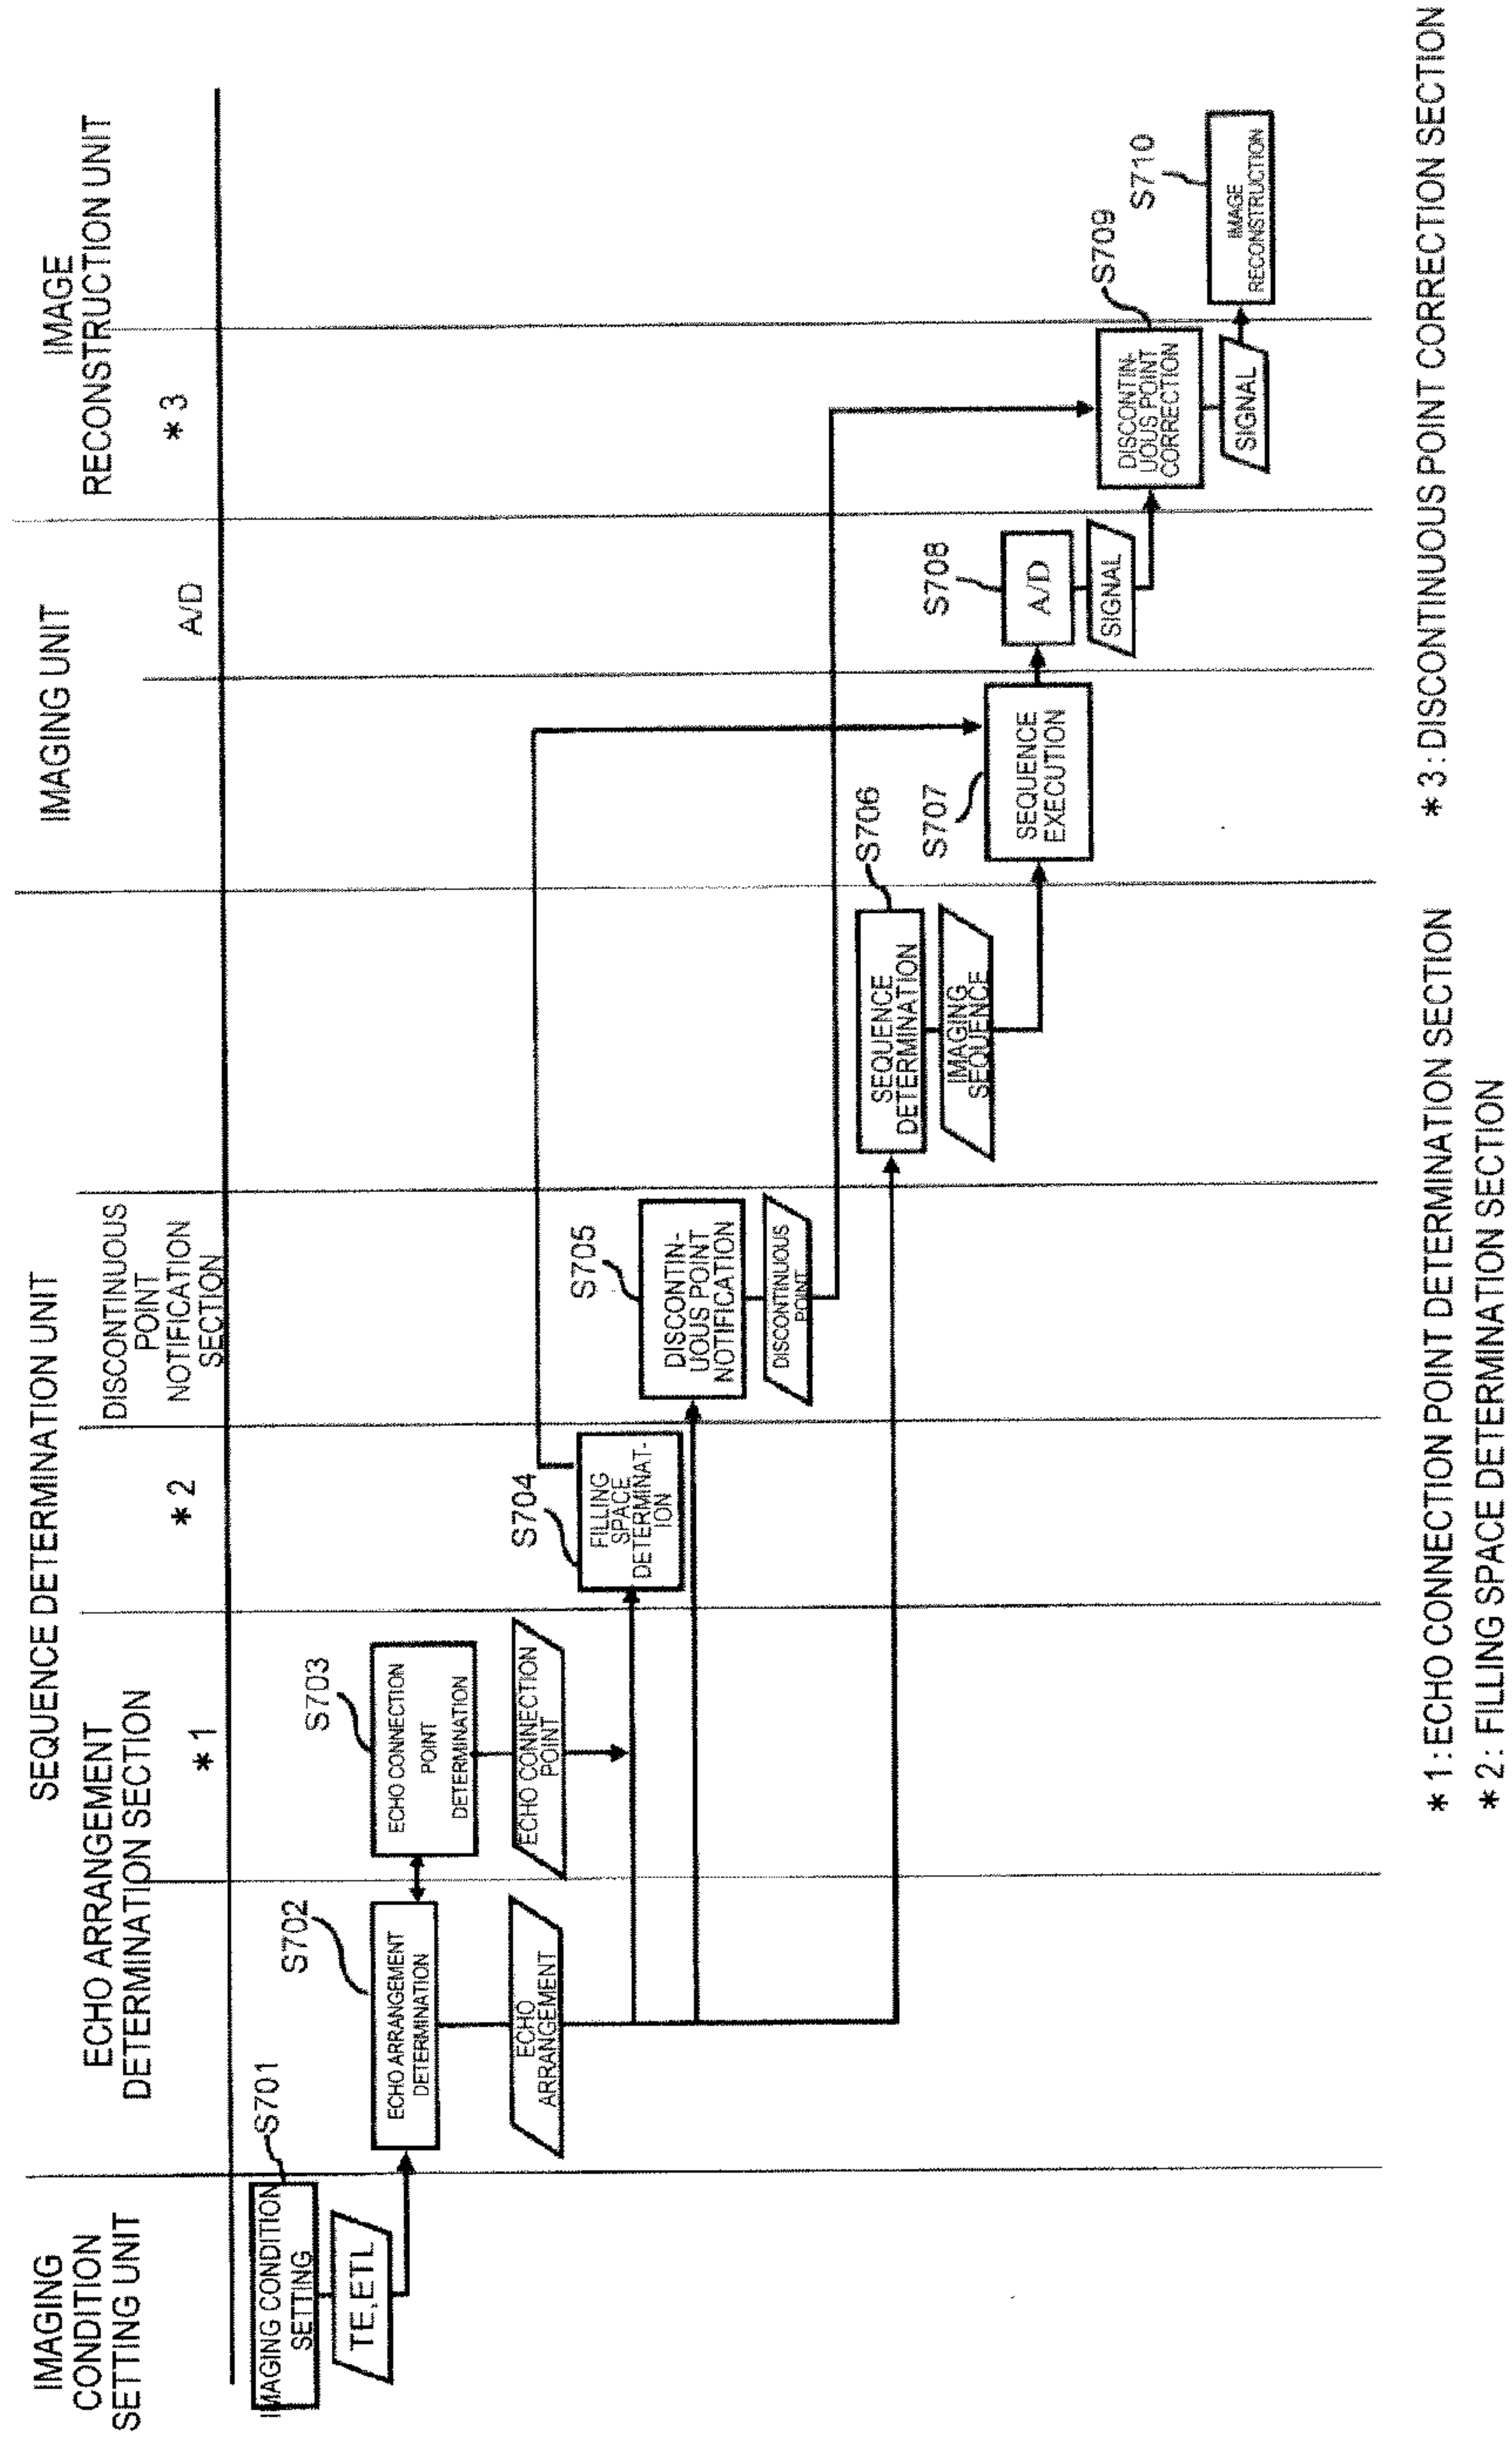 IMAGING
CONDITION
SETTING UNIT
SEQUENCE DETERMINATION UNIT
ECHO ARRANGEMENT
DETERMINATION SECTION
*1
*2
DISCONTINUOUS
POINT
NOTIFICATION
SECTION
IMAGING UNIT
A/D
IMAGE
RECONSTRUCTION UNIT
*3
S701
IMAGING CONDITION
SETTING
TE,ETL
S702
ECHO ARRANGEMENT
DETERMINATION
ECHO
ARRANGEMENT
S703
ECHO CONNECTION
POINT
DETERMINATION
ECHO CONNECTION
POINT
S704
FILLING
SPACE
DETERMINAT-
ION
S705
DISCONTIN-
UOUS POINT
NOTIFICATION
DISCONTINUOUS
POINT
S706
SEQUENCE
DETERMINATION
IMAGING
SEQUENCE
S707
SEQUENCE
EXECUTION
S708
A/D
SIGNAL
S709
DISCONTIN-
UOUS POINT
CORRECTION
SIGNAL
S710
IMAGE
RECONSTRUCTION
*1: ECHO CONNECTION POINT DETERMINATION SECTION
*2: FILLING SPACE DETERMINATION SECTION
*3: DISCONTINUOUS POINT CORRECTION SECTION